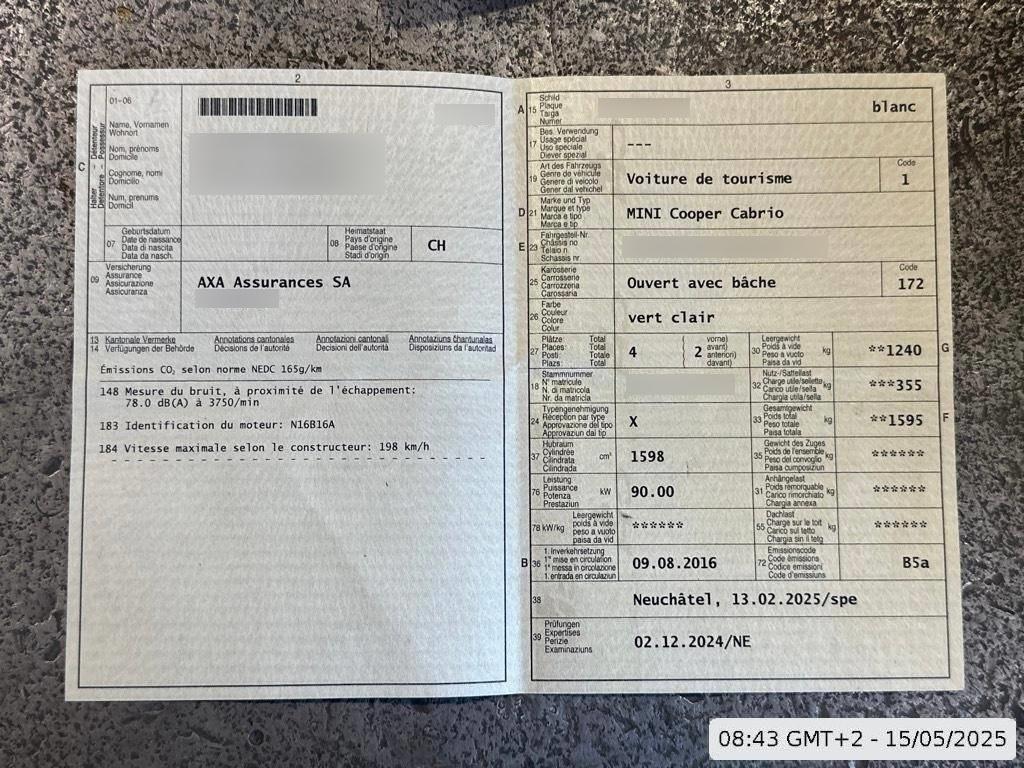 2
01-06
Détenteur Possessur
Name, Vornamen
Wohnort
Nom, prénoms
Domicile
C
Cognome, nomi
Domicilio
Halter Detentore
Num, prenums
Domicil
07
Geburtsdatum
Date de naissance
Data di nascita
Data da nasch.
08
Heimatstaat
Pays d'origine
Paese d'origine
Stadi d'origin
CH
09
Versicherung
Assurance
Assicurazione
Assicuranza
AXA Assurances SA
13 Kantonale Vermerke Annotations cantonales Annotazioni cantonali Annotaziuns chantunalas
14 Verfügungen der Behörde Décisions de l'autorité Decisioni dell'autorità Disposiziuns da l'autoritad
Émissions CO₂ selon norme NEDC 165g/km
148 Mesure du bruit, à proximité de l'échappement:
78.0 dB(A) à 3750/min
183 Identification du moteur: N16B16A
184 Vitesse maximale selon le constructeur: 198 km/h
3
A 15
Schild
Plaque
Targa
Numer
blanc
17
Bes. Verwendung
Usage spécial
Uso speciale
Diever spezial
---
19
Art des Fahrzeugs
Genre de véhicule
Genere di veicolo
Gener dal vehichel
Voiture de tourisme
Code
1
D 21
Marke und Typ
Marque et type
Marca e tipo
Marca e tip
MINI Cooper Cabrio
E 23
Fahrgestell-Nr.
Châssis no
Telaio n.
Schassis nr.
25
Karosserie
Carrosserie
Carrozzeria
Carossaria
Ouvert avec bâche
Code
172
26
Farbe
Couleur
Colore
Colur
vert clair
27
Plätze: Total
Places: Total
Posti: Totale
Plazs: Total
4
2
vorne)
avant)
anteriori)
davant)
30
Leergewicht
Poids à vide
Peso a vuoto
Paisa da vid
kg
**1240
G
18
Stammnummer
N° matricule
N. di matricola
Nr. da matricla
32
Nutz-/Sattellast
Charge utile/sellette
Carico utile/sella
Chargia utila/sella
kg
***355
24
Typengenehmigung
Réception par type
Approvazione del tipo
Approvaziun dal tip
X
33
Gesamtgewicht
Poids total
Peso totale
Paisa totala
kg
**1595
F
37
Hubraum
Cylindrée
Cilindrata
Cilindrada
cm³
1598
35
Gewicht des Zuges
Poids de l'ensemble
Peso del convoglio
Paisa cumposiziun
kg
******
76
Leistung
Puissance
Potenza
Prestaziun
kW
90.00
31
Anhängelast
Poids remorquable
Carico rimorchiato
Chargia annexa
kg
******
78 kW/kg
Leergewicht
poids à vide
peso a vuoto
paisa da vid
******
55
Dachlast
Charge sur le toit
Carico sul tetto
Chargia sin il tetg
kg
******
B 36
1. Inverkehrsetzung
1re mise en circulation
1a messa in circolazione
1. entrada en circulaziun
09.08.2016
72
Emissionscode
Code émissions
Codice emissioni
Code d'emissiuns
B5a
38
Neuchâtel, 13.02.2025/spe
39
Prüfungen
Expertises
Perizie
Examinaziuns
02.12.2024/NE
08:43 GMT+2 - 15/05/2025